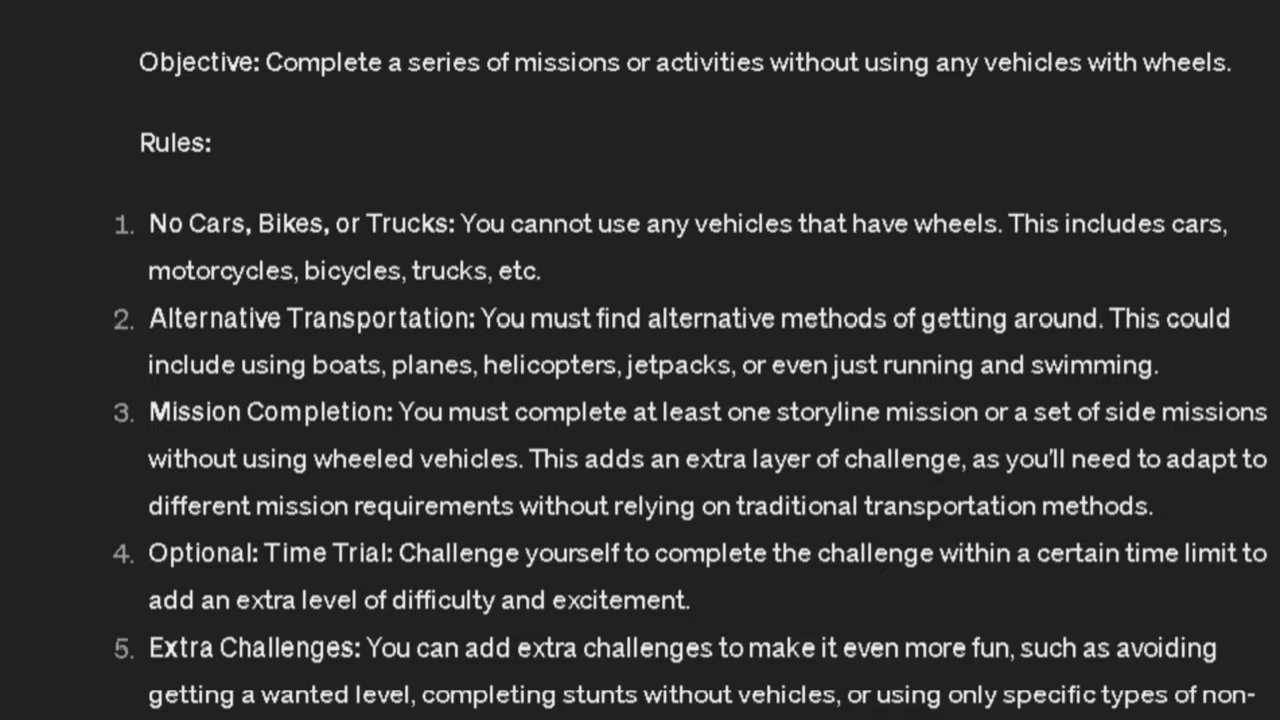 Objective: Complete a series of missions or activities without using any vehicles with wheels.
Rules:
1. No Cars, Bikes, or Trucks: You cannot use any vehicles that have wheels. This includes cars,
motorcycles, bicycles, trucks, etc.
2. Alternative Transportation: You must find alternative methods of getting around. This could
include using boats, planes, helicopters, jetpacks, or even just running and swimming.
3. Mission Completion: You must complete at least one storyline mission or a set of side missions
without using wheeled vehicles. This adds an extra layer of challenge, as you'll need to adapt to
different mission requirements without relying on traditional transportation methods.
4. Optional: Time Trial: Challenge yourself to complete the challenge within a certain time limit to
add an extra level of difficulty and excitement.
5. Extra Challenges: You can add extra challenges to make it even more fun, such as avoiding
getting a wanted level, completing stunts without vehicles, or using only specific types of non-